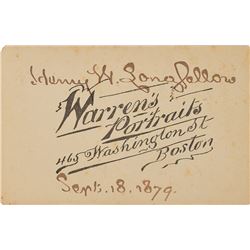 Henry W. Longfellow
Warren's
Portraits
465 Washington St
Boston
Sept. 18. 1879.